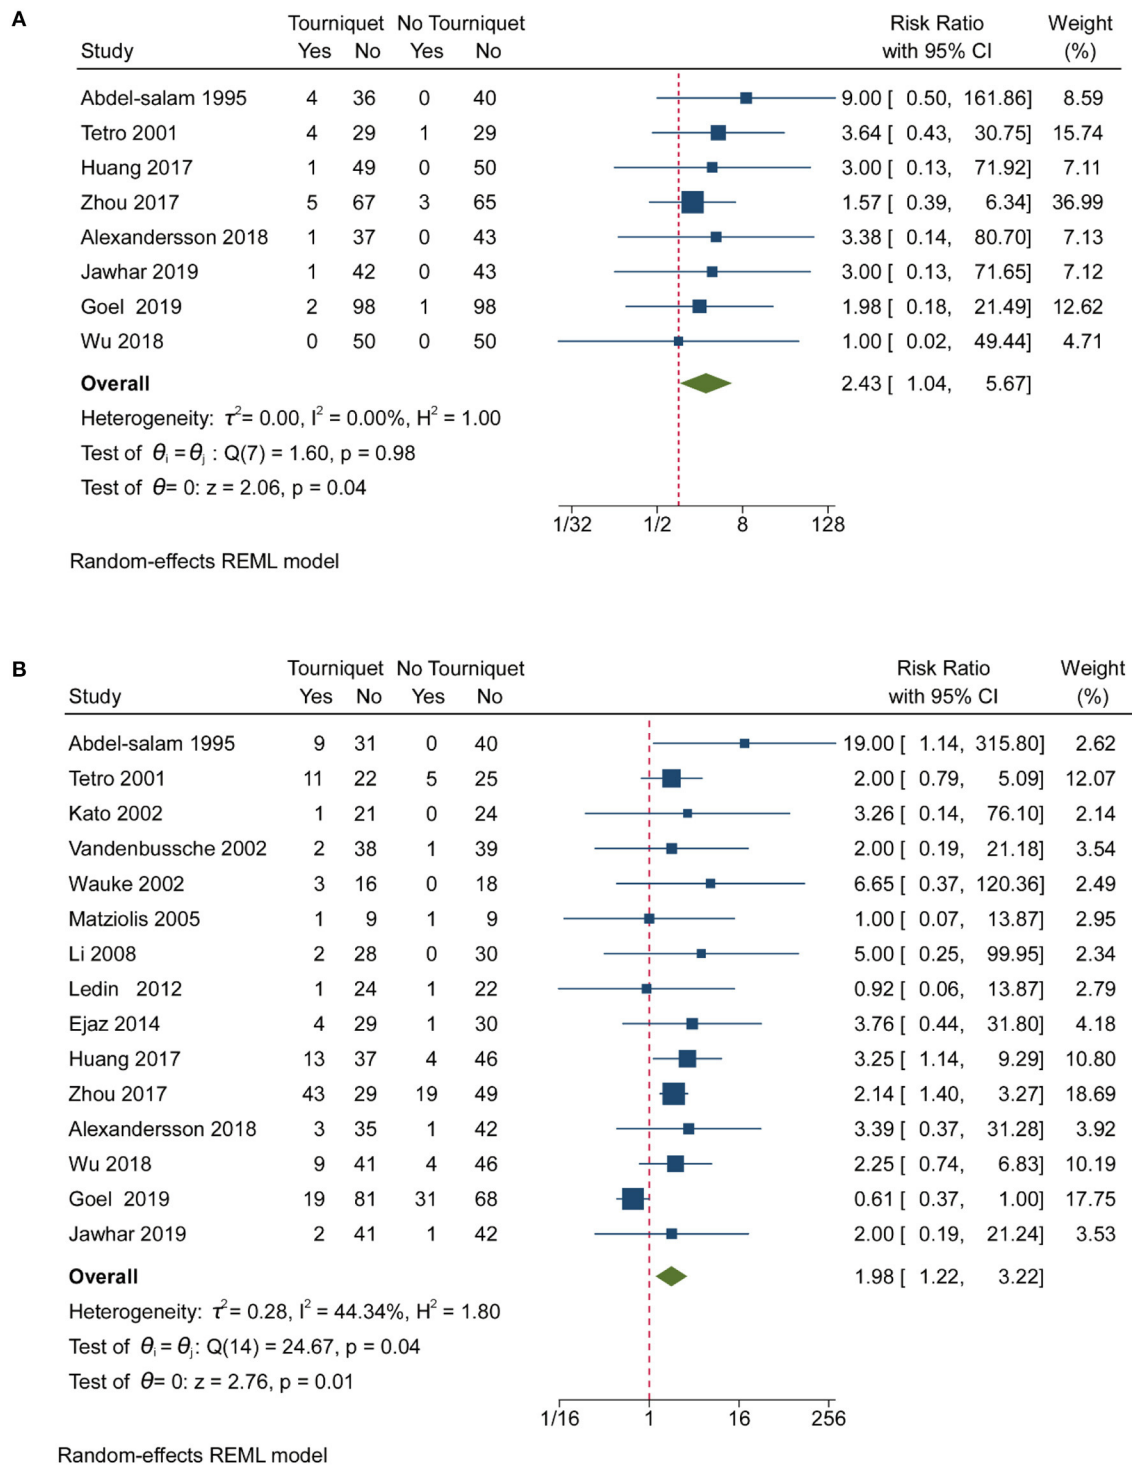 A
Tourniquet No Tourniquet Risk Ratio Weight
Study Yes No Yes No with 95% CI (%)
Abdel-salam 1995 4 36 0 40 9.00 [ 0.50, 161.86] 8.59
Tetro 2001 4 29 1 29 3.64 [ 0.43, 30.75] 15.74
Huang 2017 1 49 0 50 3.00 [ 0.13, 71.92] 7.11
Zhou 2017 5 67 3 65 1.57 [ 0.39, 6.34] 36.99
Alexandersson 2018 1 37 0 43 3.38 [ 0.14, 80.70] 7.13
Jawhar 2019 1 42 0 43 3.00 [ 0.13, 71.65] 7.12
Goel 2019 2 98 1 98 1.98 [ 0.18, 21.49] 12.62
Wu 2018 0 50 0 50 1.00 [ 0.02, 49.44] 4.71
Overall 2.43 [ 1.04, 5.67]
Heterogeneity: τ² = 0.00, I² = 0.00%, H² = 1.00
Test of θᵢ = θⱼ : Q(7) = 1.60, p = 0.98
Test of θ= 0: z = 2.06, p = 0.04
1/32 1/2 8 128
Random-effects REML model
B
Tourniquet No Tourniquet Risk Ratio Weight
Study Yes No Yes No with 95% CI (%)
Abdel-salam 1995 9 31 0 40 19.00 [ 1.14, 315.80] 2.62
Tetro 2001 11 22 5 25 2.00 [ 0.79, 5.09] 12.07
Kato 2002 1 21 0 24 3.26 [ 0.14, 76.10] 2.14
Vandenbussche 2002 2 38 1 39 2.00 [ 0.19, 21.18] 3.54
Wauke 2002 3 16 0 18 6.65 [ 0.37, 120.36] 2.49
Matziolis 2005 1 9 1 9 1.00 [ 0.07, 13.87] 2.95
Li 2008 2 28 0 30 5.00 [ 0.25, 99.95] 2.34
Ledin 2012 1 24 1 22 0.92 [ 0.06, 13.87] 2.79
Ejaz 2014 4 29 1 30 3.76 [ 0.44, 31.80] 4.18
Huang 2017 13 37 4 46 3.25 [ 1.14, 9.29] 10.80
Zhou 2017 43 29 19 49 2.14 [ 1.40, 3.27] 18.69
Alexandersson 2018 3 35 1 42 3.39 [ 0.37, 31.28] 3.92
Wu 2018 9 41 4 46 2.25 [ 0.74, 6.83] 10.19
Goel 2019 19 81 31 68 0.61 [ 0.37, 1.00] 17.75
Jawhar 2019 2 41 1 42 2.00 [ 0.19, 21.24] 3.53
Overall 1.98 [ 1.22, 3.22]
Heterogeneity: τ² = 0.28, I² = 44.34%, H² = 1.80
Test of θᵢ = θⱼ: Q(14) = 24.67, p = 0.04
Test of θ= 0: z = 2.76, p = 0.01
1/16 1 16 256
Random-effects REML model